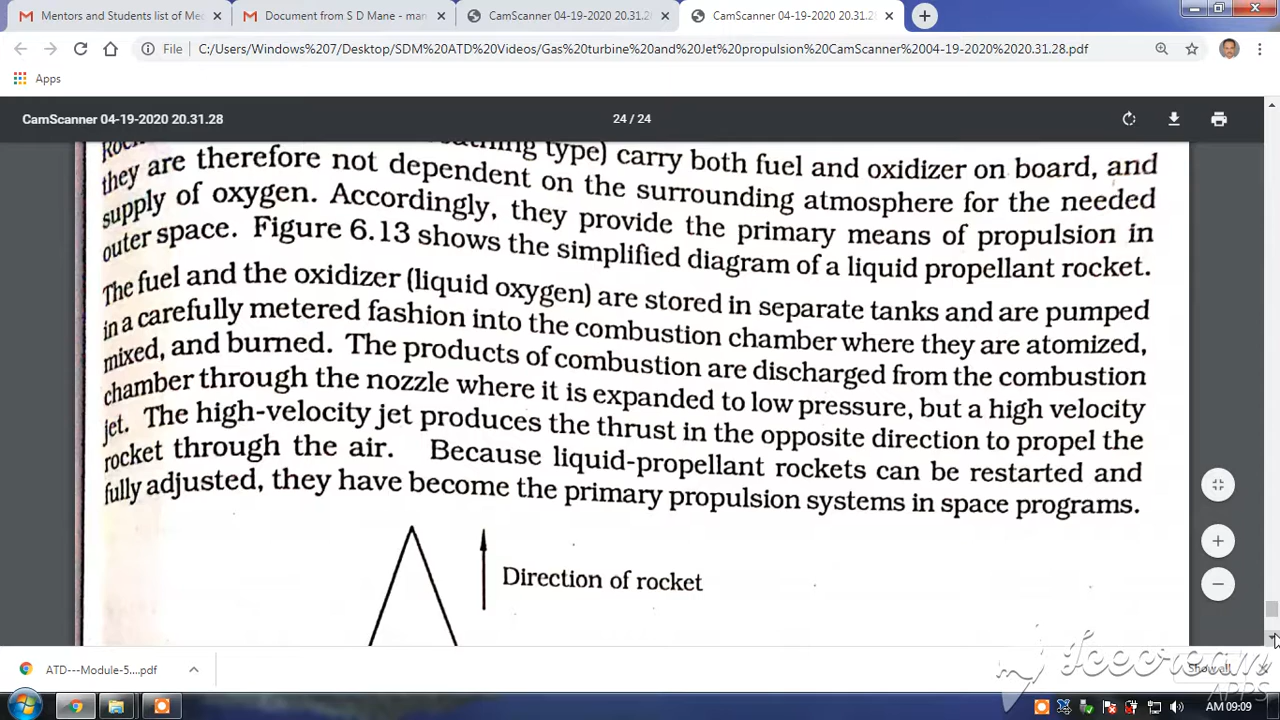 Mentors and Students list of Mec
Document from S D Mane - man
Camscanner 04-19-2020 20.31.28
CamScanner 04-19-2020 20.31.2
File
C:/Users/Windows%207/Desktop/SDM%20ATD%20Videos/Gas%20turbine%20and%20Jet%20propulsion%20CamScanner%2004-19-2020%2020.31.28.pdf
Apps
CamScanner 04-19-2020 20.31.28
24 / 24
type) carry both fuel and oxidizer on board, and
they are therefore not dependent on the surrounding atmosphere for the needed
supply of oxygen. Accordingly, they provide the primary means of propulsion in
outer space. Figure 6.13 shows the simplified diagram of a liquid propellant rocket.
The fuel and the oxidizer (liquid oxygen) are stored in separate tanks and are pumped
in a carefully metered fashion into the combustion chamber where they are atomized,
mixed, and burned. The products of combustion are discharged from the combustion
chamber through the nozzle where it is expanded to low pressure, but a high velocity
jet. The high-velocity jet produces the thrust in the opposite direction to propel the
rocket through the air. Because liquid-propellant rockets can be restarted and
fully adjusted, they have become the primary propulsion systems in space programs.
Direction of rocket
ATD---Module-5....pdf
Show all
my Icecream
APPS
AM 09:09